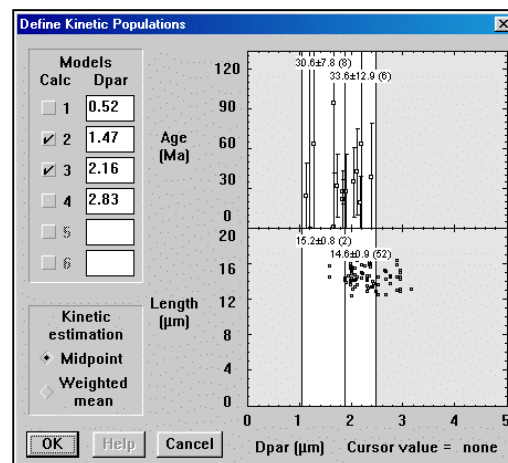 Define Kinetic Populations
Models
Calc Dpar
1 0.52
2 1.47
3 2.16
4 2.83
5
6
Kinetic
estimation
Midpoint
Weighted
mean
OK Help Cancel
Age
(Ma)
120
90
60
30
0
30.6±7.8 (8)
33.6±12.9 (6)
Length
(µm)
20
16
12
8
4
0
15.2±0.8 (2)
14.6±0.9 (52)
0 1 2 3 4 5
Dpar (µm) Cursor value = none